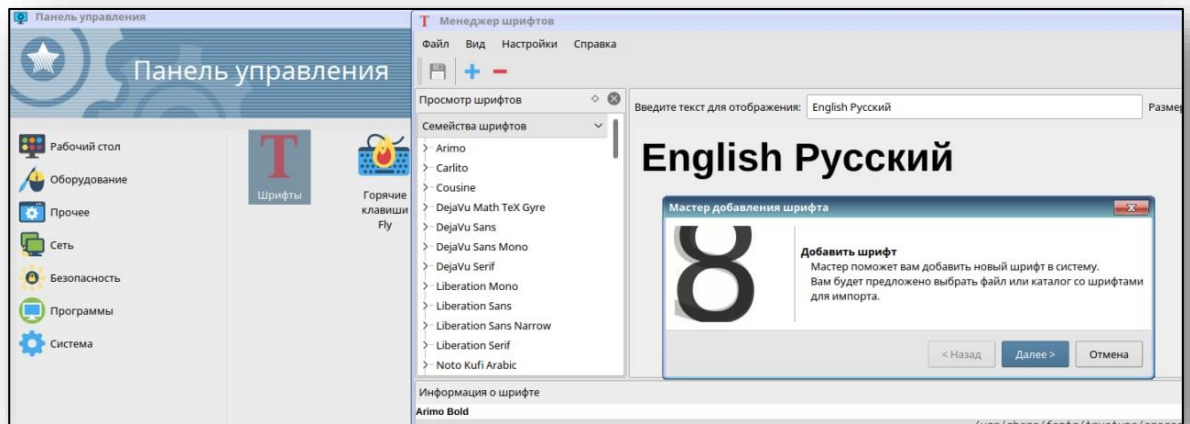 Панель управления
Панель управления
Рабочий стол
Оборудование
Прочее
Сеть
Безопасность
Программы
Система
Шрифты
Горячие
клавиши
Fly
Менеджер шрифтов
Файл Вид Настройки Справка
Просмотр шрифтов
Семейства шрифтов
Arimo
Carlito
Cousine
DejaVu Math TeX Gyre
DejaVu Sans
DejaVu Sans Mono
DejaVu Serif
Liberation Mono
Liberation Sans
Liberation Sans Narrow
Liberation Serif
Noto Kufi Arabic
Введите текст для отображения: English Русский Размер
English Русский
Мастер добавления шрифта
8
Добавить шрифт
Мастер поможет вам добавить новый шрифт в систему.
Вам будет предложено выбрать файл или каталог со шрифтами
для импорта.
< Назад Далее > Отмена
Информация о шрифте
Arimo Bold